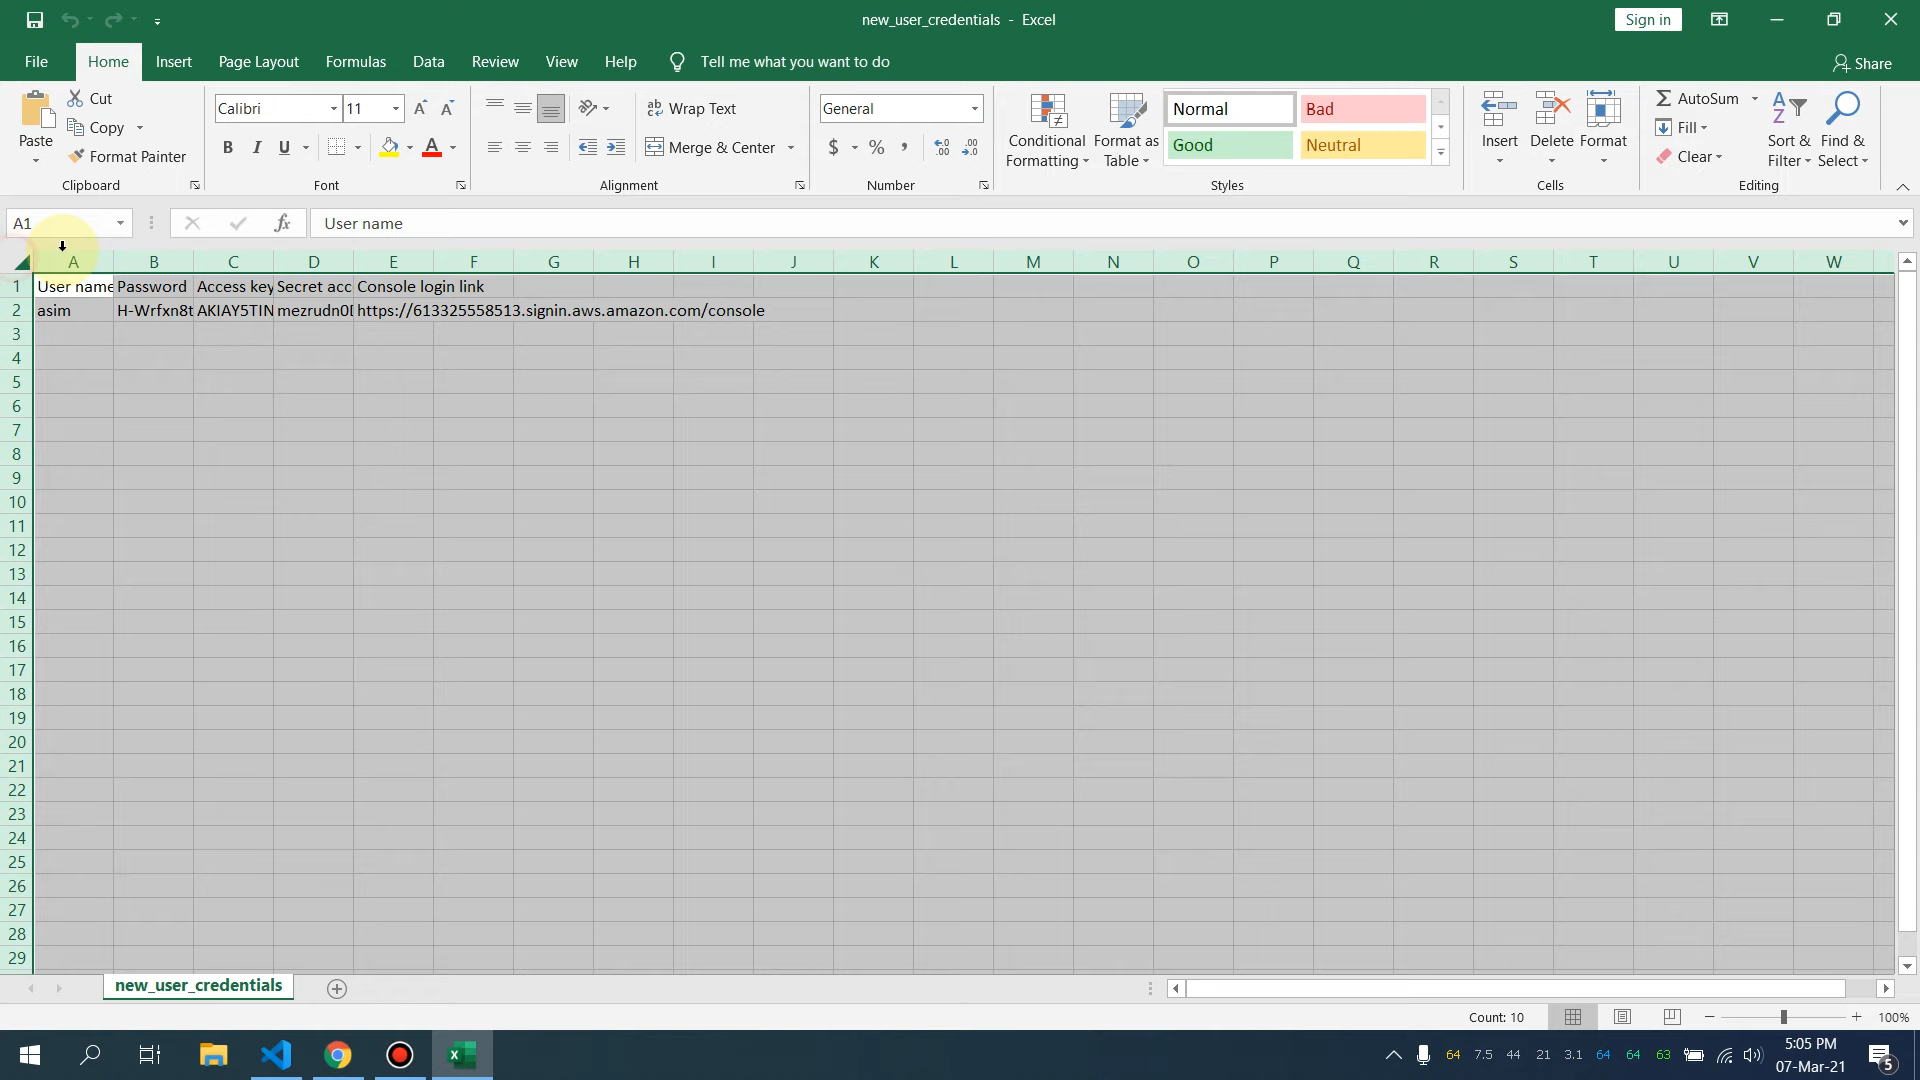 new_user_credentials - Excel
Sign in
File Home Insert Page Layout Formulas Data Review View Help Tell me what you want to do
Share
Paste
Cut
Copy
Format Painter
Clipboard
Calibri 11
B I U
Font
Wrap Text
Merge & Center
Alignment
General
$ % ,
Number
Conditional Formatting
Format as Table
Normal Bad
Good Neutral
Styles
Insert Delete Format
Cells
AutoSum
Fill
Clear
Sort & Filter
Find & Select
Editing
A1
fx
User name
A B C D E F G H I J K L M N O P Q R S T U V W
1 User name Password Access key Secret acc Console login link
2 asim H-Wrfxn8t AKIAY5TIN mezrudn0 https://613325558513.signin.aws.amazon.com/console
3
4
5
6
7
8
9
10
11
12
13
14
15
16
17
18
19
20
21
22
23
24
25
26
27
28
29
new_user_credentials
Count: 10
100%
64 7.5 44 21 3.1 64 64 63
5:05 PM
07-Mar-21
5